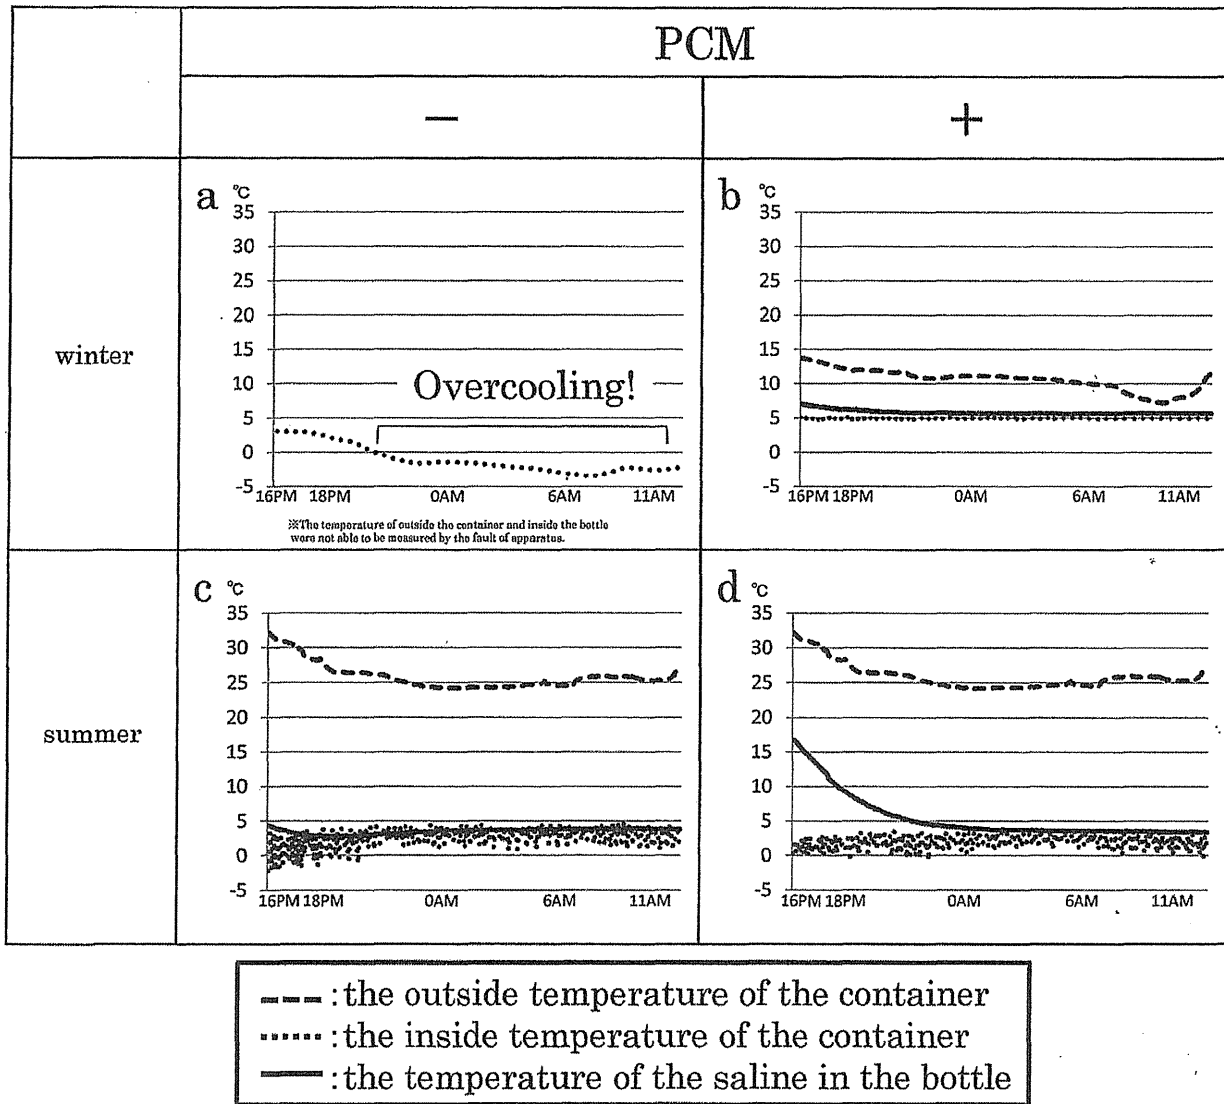 PCM
−
+
winter
a
℃
35
30
25
20
15
10
5
0
-5
Overcooling!
16PM 18PM 0AM 6AM 11AM
※The temperature of outside the container and inside the bottle
were not able to be measured by the fault of apparatus.
b
℃
35
30
25
20
15
10
5
0
-5
16PM 18PM 0AM 6AM 11AM
summer
c
℃
35
30
25
20
15
10
5
0
-5
16PM 18PM 0AM 6AM 11AM
d
℃
35
30
25
20
15
10
5
0
-5
16PM 18PM 0AM 6AM 11AM
:the outside temperature of the container
:the inside temperature of the container
:the temperature of the saline in the bottle